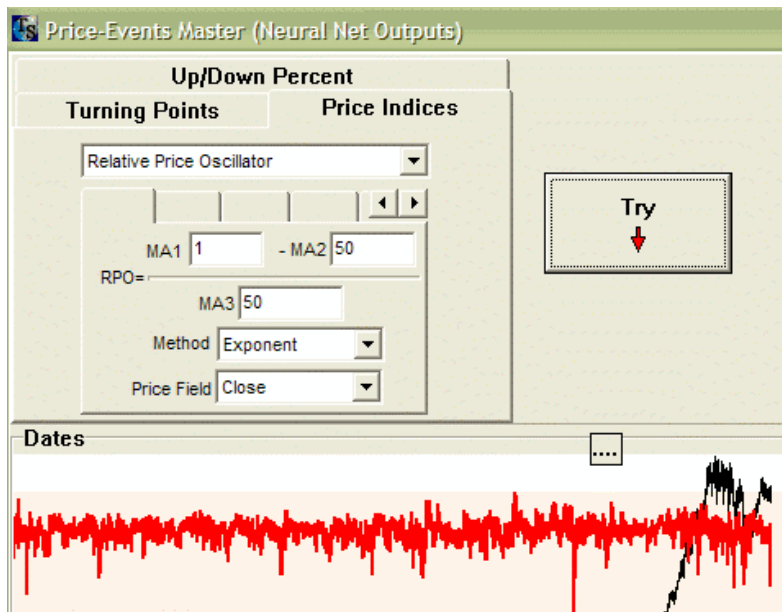 TS Price-Events Master (Neural Net Outputs)
Up/Down Percent
Turning Points Price Indices
Relative Price Oscillator
Try
MA1 1 - MA2 50
RPO=
MA3 50
Method Exponent
Price Field Close
Dates
....